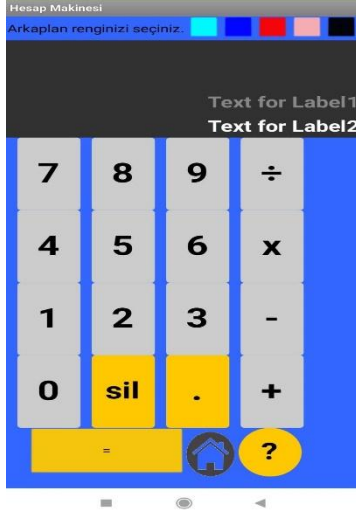 Hesap Makinesi
Arkaplan renginizi seçiniz.
Text for Label1
Text for Label2
7 8 9 ÷
4 5 6 x
1 2 3 -
0 sil . +
= ?